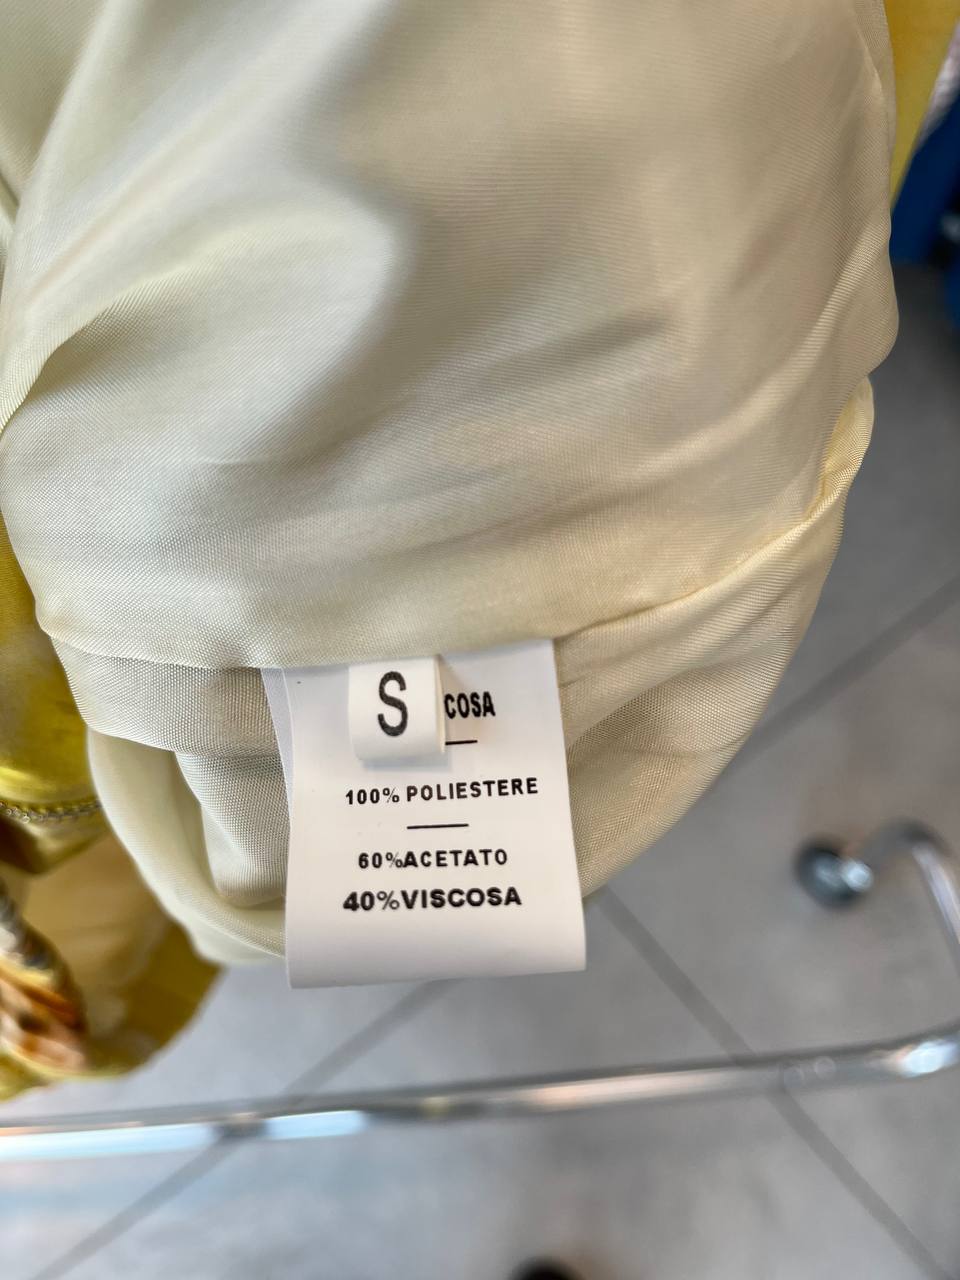 S
COSA
100% POLIESTERE
60%ACETATO
40%VISCOSA